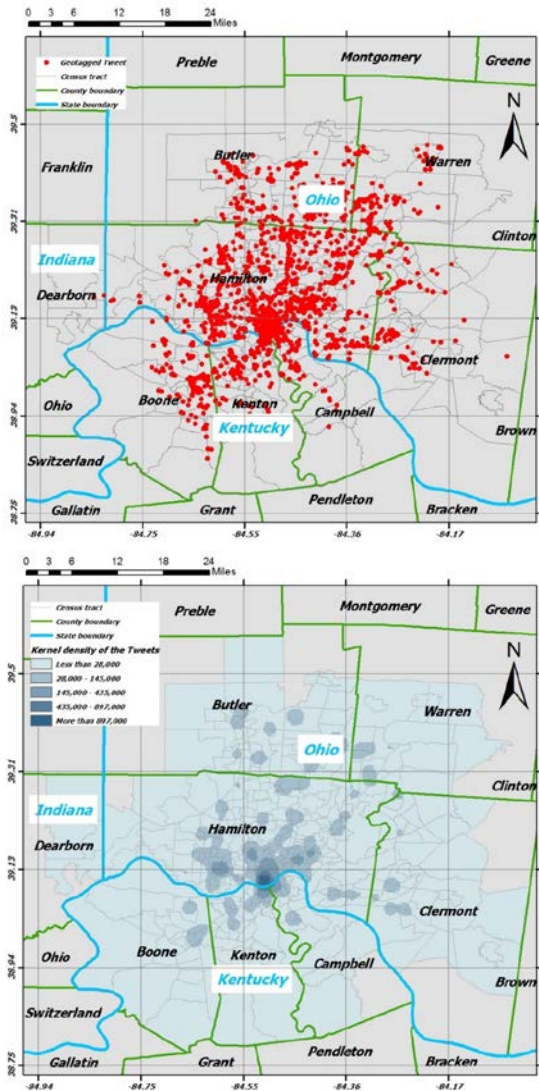 0 3 6 12 18 24
Miles
Geotagged Tweet
Census tract
County boundary
State boundary
Preble
Montgomery
Greene
N
39.5
Franklin
Butler
Warren
Ohio
39.31
Clinton
Indiana
Hamilton
Dearborn
39.13
Clermont
Boone
Kenton
Campbell
Ohio
38.94
Kentucky
Brown
Switzerland
Pendleton
Gallatin
Grant
Bracken
38.75
-84.94 -84.75 -84.55 -84.36 -84.17
0 3 6 12 18 24
Miles
Census tract
County boundary
State boundary
Kernel density of the Tweets
Less than 28,000
28,000 - 145,000
145,000 - 435,000
435,000 - 897,000
More than 897,000
Preble
Montgomery
Greene
N
39.5
Butler
Warren
Ohio
39.31
Clinton
Indiana
Hamilton
Dearborn
39.13
Clermont
Boone
Kenton
Campbell
Ohio
38.94
Kentucky
Brown
Switzerland
Pendleton
Gallatin
Grant
Bracken
38.75
-84.94 -84.75 -84.55 -84.36 -84.17